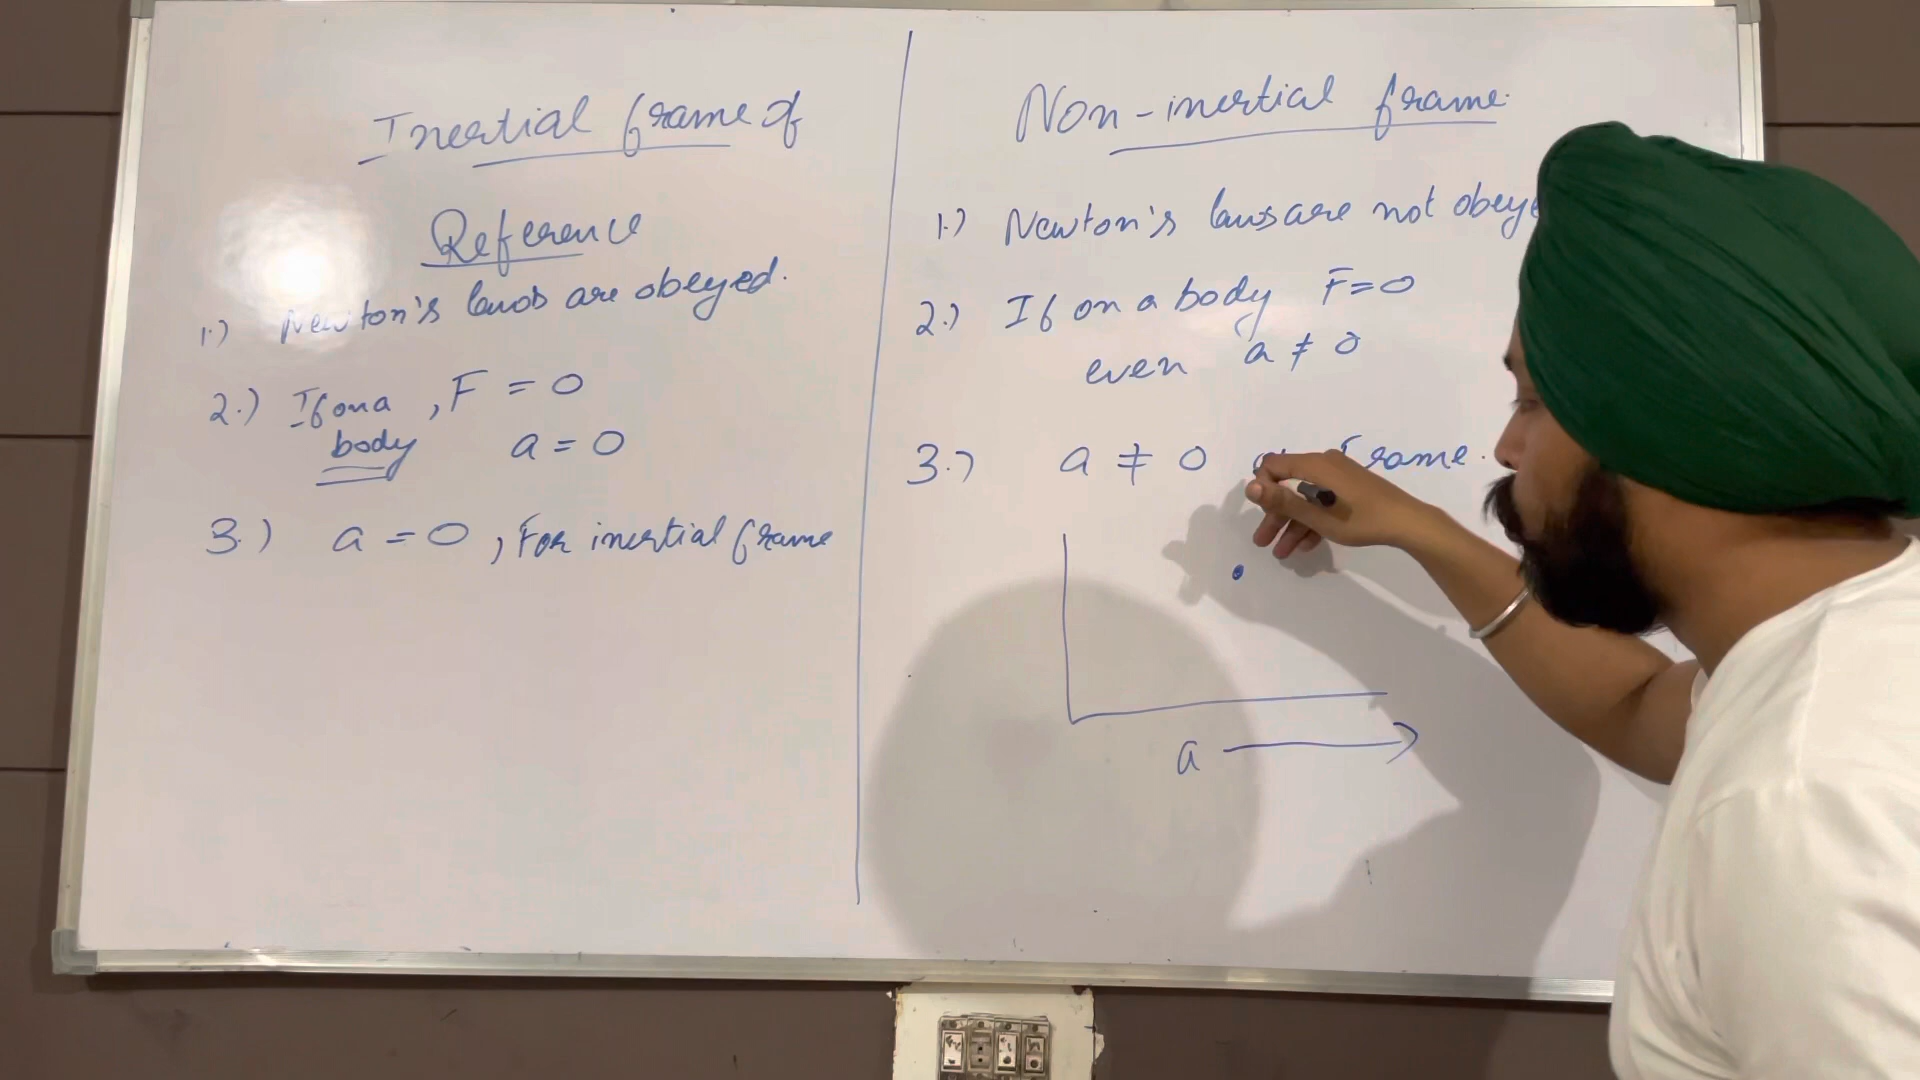 Inertial frame of
Reference
1.) Newton's laws are obeyed.
2.) If on a body, F = 0
a = 0
3.) a = 0, For inertial frame
Non-inertial frame.
1.) Newton's laws are not
2.) If on a body F=0
even a ≠ 0
3.) a ≠ 0 frame.
a